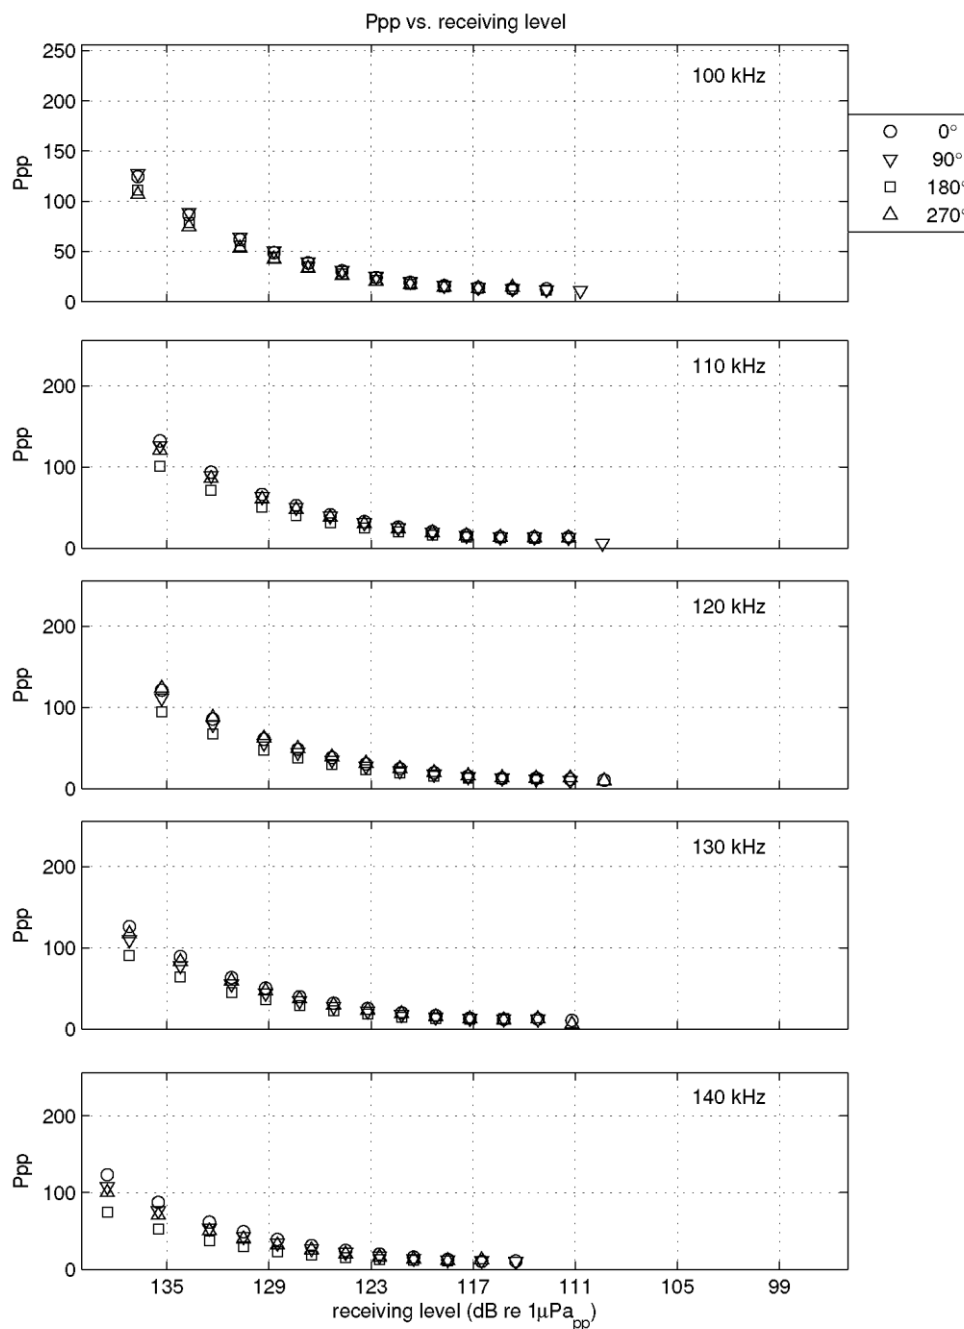 Ppp vs. receiving level
250
200
150
100
50
0
Ppp
100 kHz
0°
90°
180°
270°
200
100
0
Ppp
110 kHz
200
100
0
Ppp
120 kHz
200
100
0
Ppp
130 kHz
200
100
0
Ppp
140 kHz
135 129 123 117 111 105 99
receiving level (dB re 1μPapp)